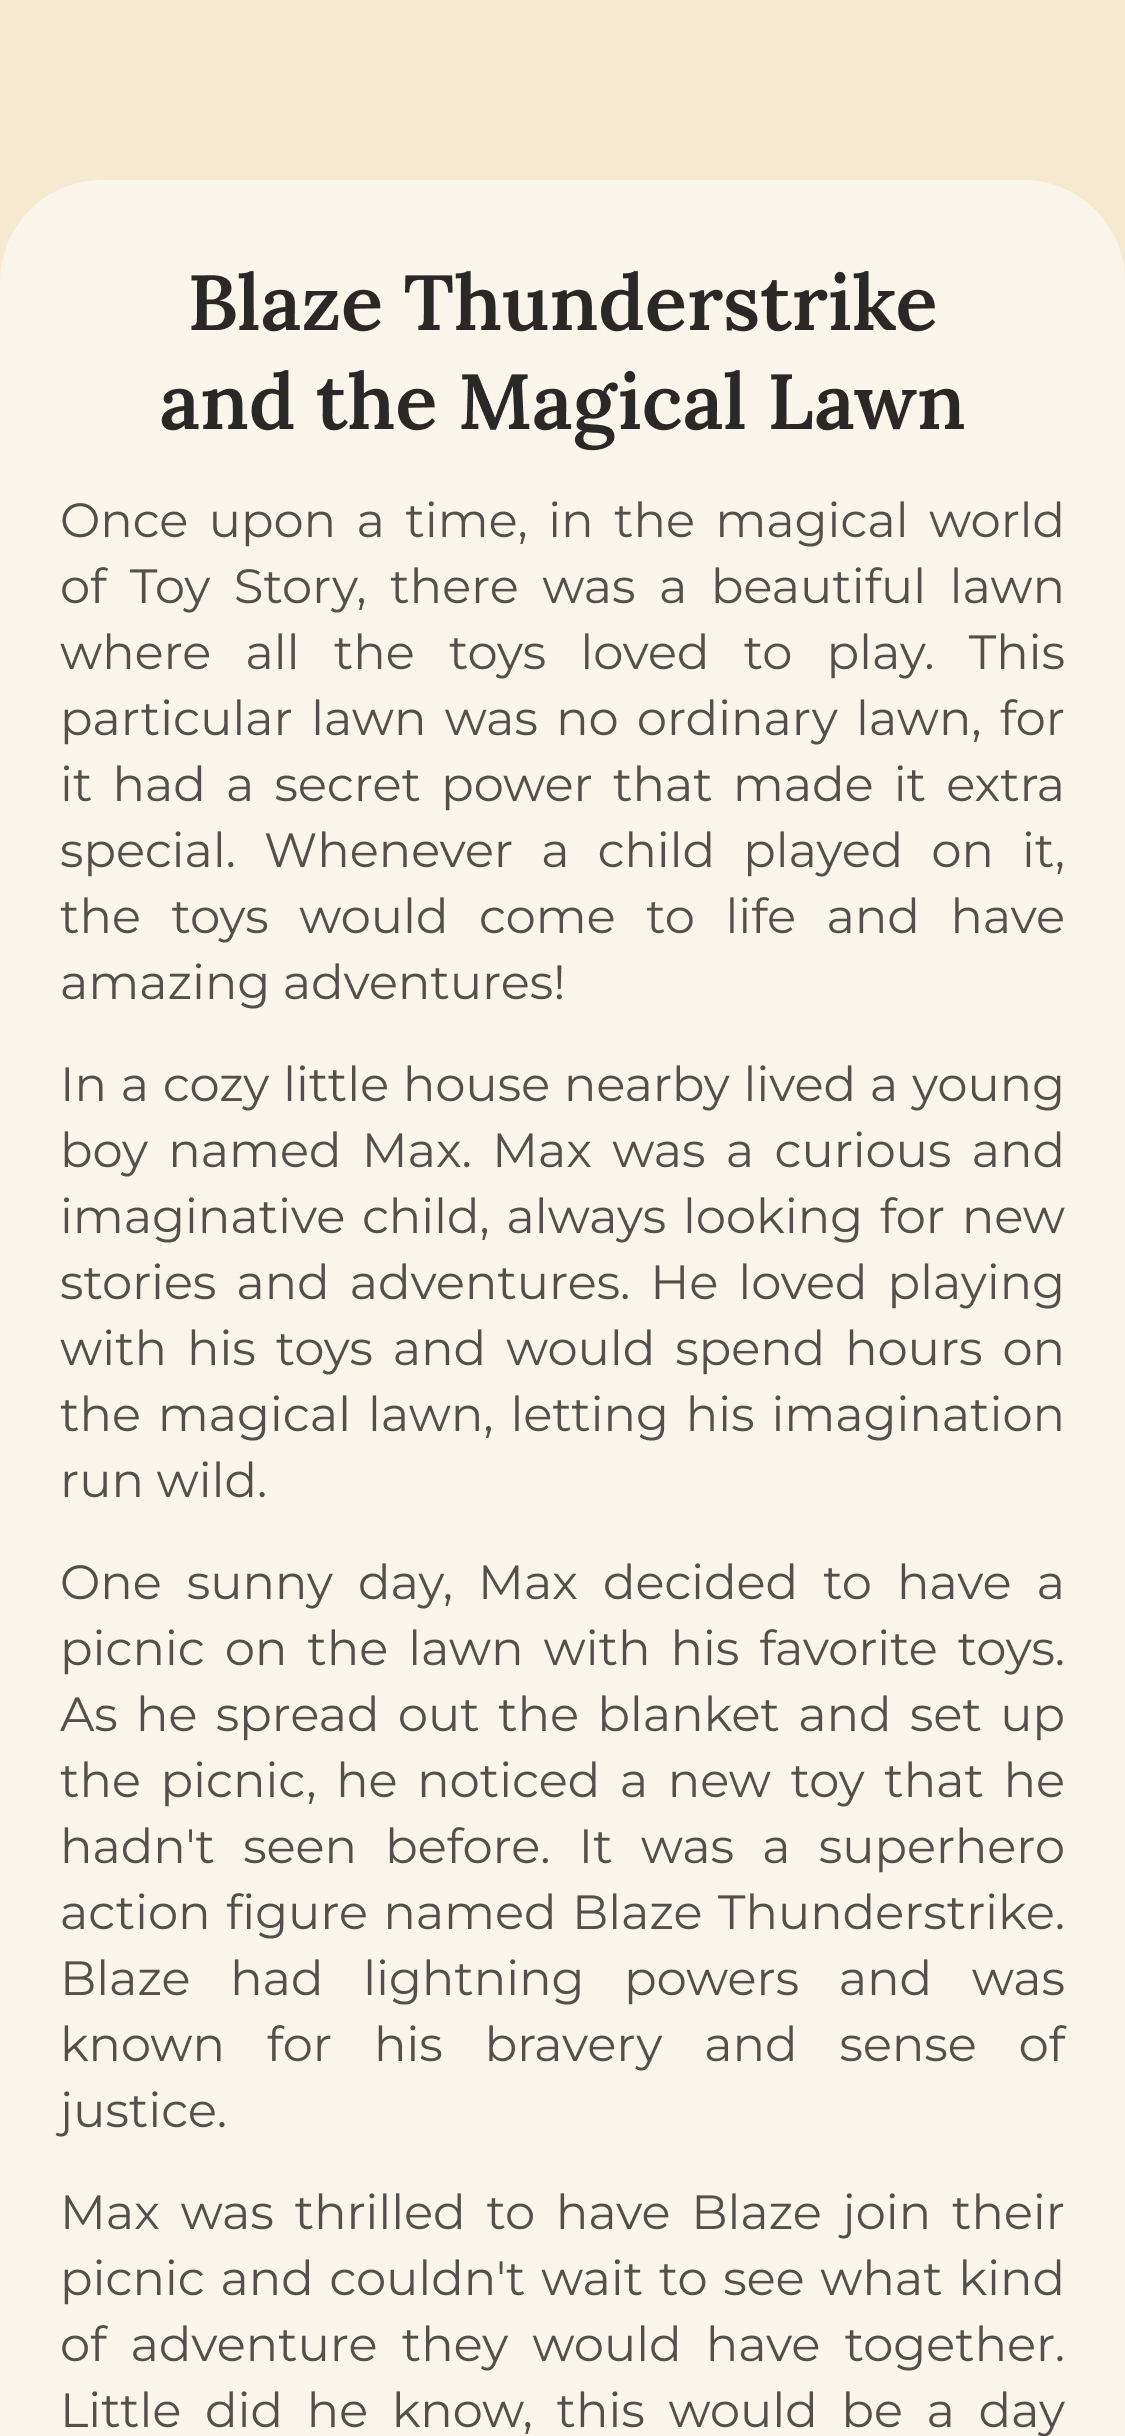 Blaze Thunderstrike
and the Magical Lawn
Once upon a time, in the magical world
of Toy Story, there was a beautiful lawn
where all the toys loved to play. This
particular lawn was no ordinary lawn, for
it had a secret power that made it extra
special. Whenever a child played on it,
the toys would come to life and have
amazing adventures!
In a cozy little house nearby lived a young
boy named Max. Max was a curious and
imaginative child, always looking for new
stories and adventures. He loved playing
with his toys and would spend hours on
the magical lawn, letting his imagination
run wild.
One sunny day, Max decided to have a
picnic on the lawn with his favorite toys.
As he spread out the blanket and set up
the picnic, he noticed a new toy that he
hadn't seen before. It was a superhero
action figure named Blaze Thunderstrike.
Blaze had lightning powers and was
known for his bravery and sense of
justice.
Max was thrilled to have Blaze join their
picnic and couldn't wait to see what kind
of adventure they would have together.
Little did he know, this would be a day